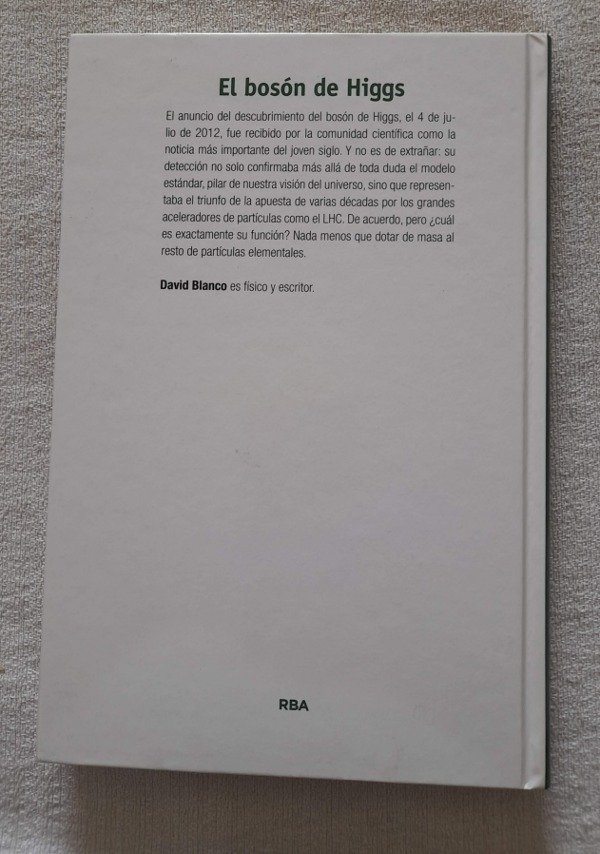 El bosón de Higgs
El anuncio del descubrimiento del bosón de Higgs, el 4 de ju-
lio de 2012, fue recibido por la comunidad científica como la
noticia más importante del joven siglo. Y no es de extrañar: su
detección no solo confirmaba más allá de toda duda el modelo
estándar, pilar de nuestra visión del universo, sino que represen-
taba el triunfo de la apuesta de varias décadas por los grandes
aceleradores de partículas como el LHC. De acuerdo, pero ¿cuál
es exactamente su función? Nada menos que dotar de masa al
resto de partículas elementales.
David Blanco es físico y escritor.
RBA